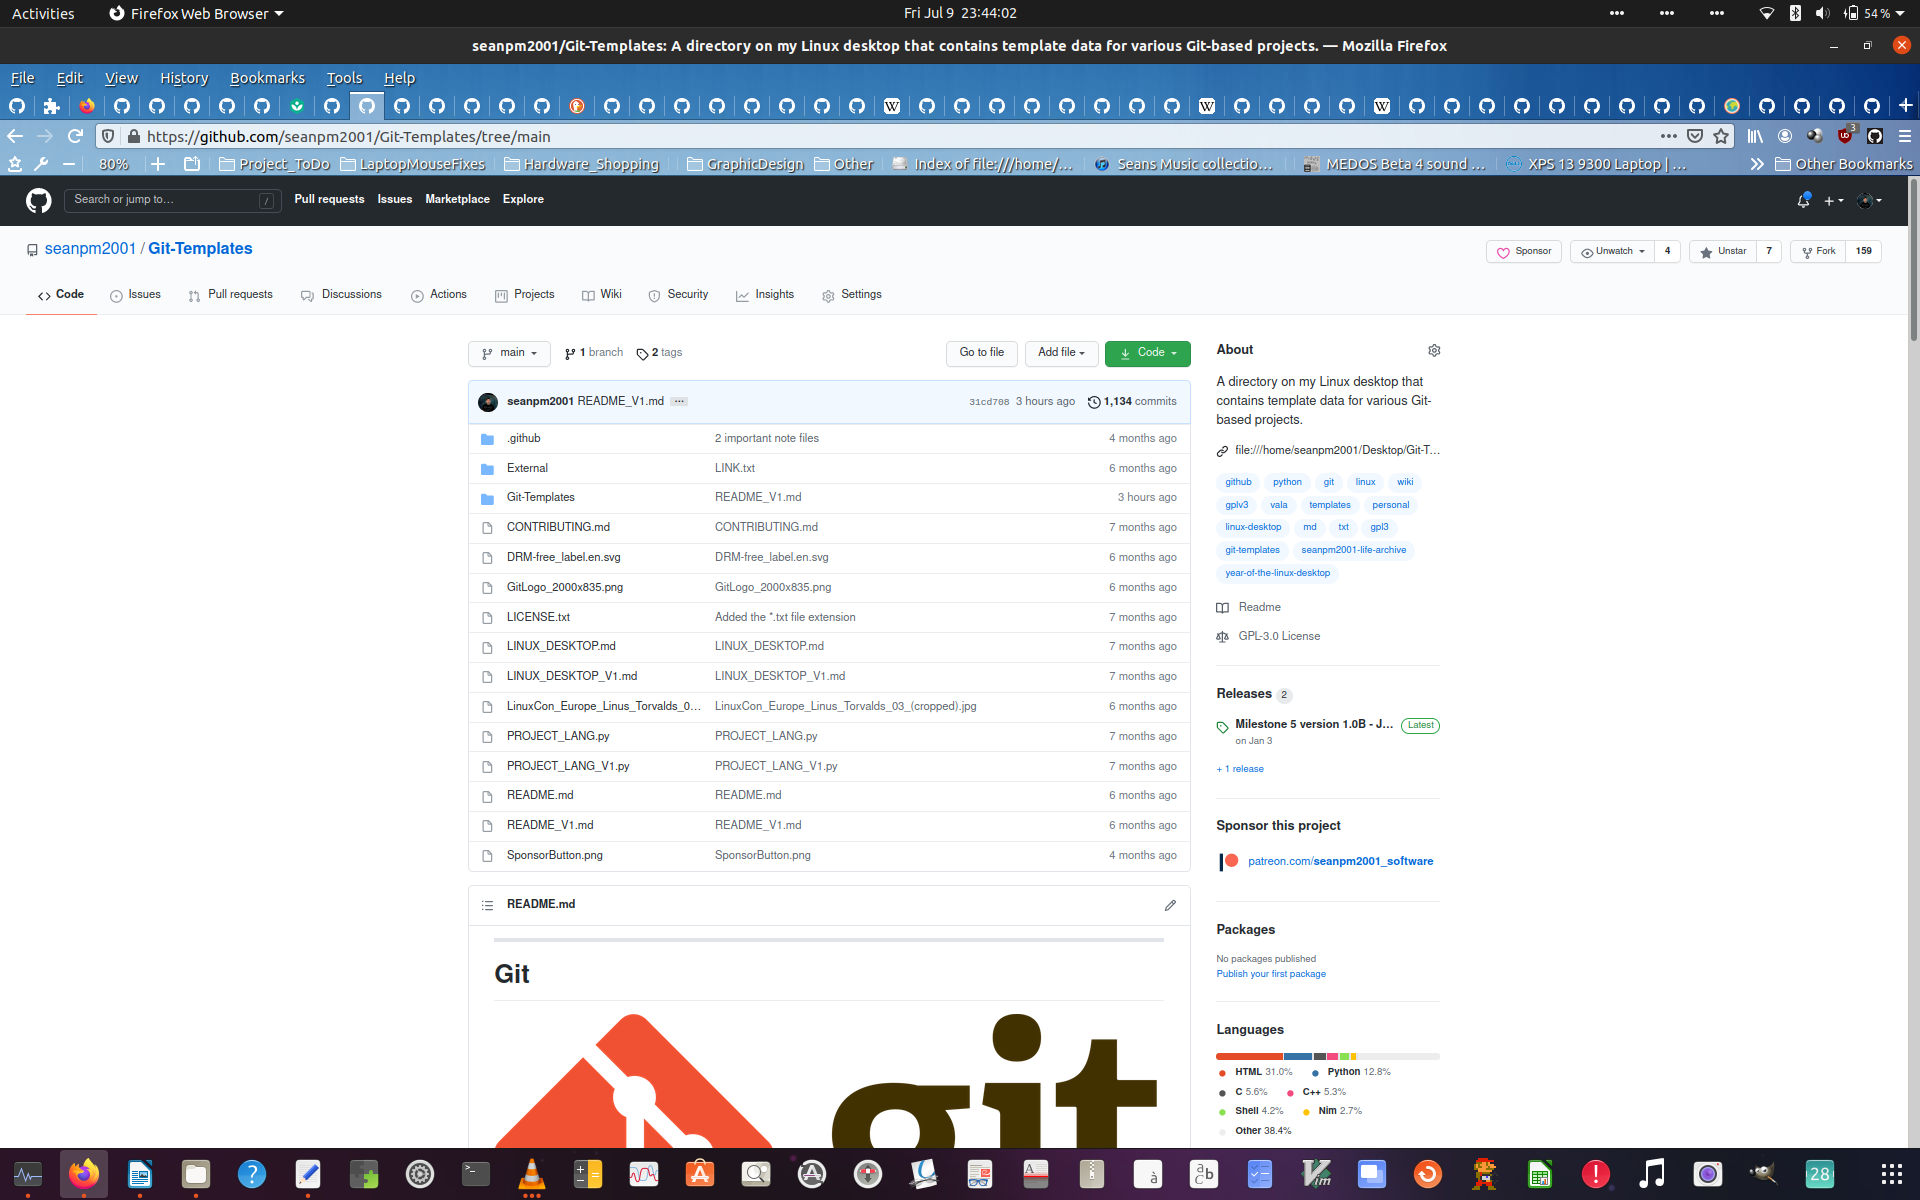 Activities Firefox Web Browser Fri Jul 9 23:44:02 54 %
seanpm2001/Git-Templates: A directory on my Linux desktop that contains template data for various Git-based projects. — Mozilla Firefox
File Edit View History Bookmarks Tools Help
https://github.com/seanpm2001/Git-Templates/tree/main 3
80% Project_ToDo LaptopMouseFixes Hardware_Shopping GraphicDesign Other Index of file:///home/... Seans Music collectio... MEDOS Beta 4 sound ... XPS 13 9300 Laptop | ... Other Bookmarks
Search or jump to... / Pull requests Issues Marketplace Explore
seanpm2001 / Git-Templates Sponsor Unwatch 4 Unstar 7 Fork 159
Code Issues Pull requests Discussions Actions Projects Wiki Security Insights Settings
main 1 branch 2 tags Go to file Add file Code
seanpm2001 README_V1.md ... 31cd708 3 hours ago 1,134 commits
.github 2 important note files 4 months ago
External LINK.txt 6 months ago
Git-Templates README_V1.md 3 hours ago
CONTRIBUTING.md CONTRIBUTING.md 7 months ago
DRM-free_label.en.svg DRM-free_label.en.svg 6 months ago
GitLogo_2000x835.png GitLogo_2000x835.png 6 months ago
LICENSE.txt Added the *.txt file extension 7 months ago
LINUX_DESKTOP.md LINUX_DESKTOP.md 7 months ago
LINUX_DESKTOP_V1.md LINUX_DESKTOP_V1.md 7 months ago
LinuxCon_Europe_Linus_Torvalds_0... LinuxCon_Europe_Linus_Torvalds_03_(cropped).jpg 6 months ago
PROJECT_LANG.py PROJECT_LANG.py 7 months ago
PROJECT_LANG_V1.py PROJECT_LANG_V1.py 7 months ago
README.md README.md 6 months ago
README_V1.md README_V1.md 6 months ago
SponsorButton.png SponsorButton.png 4 months ago
README.md
Git
git
About
A directory on my Linux desktop that
contains template data for various Git-
based projects.
file:///home/seanpm2001/Desktop/Git-T...
github python git linux wiki
gplv3 vala templates personal
linux-desktop md txt gpl3
git-templates seanpm2001-life-archive
year-of-the-linux-desktop
Readme
GPL-3.0 License
Releases 2
Milestone 5 version 1.0B - J... Latest
on Jan 3
+ 1 release
Sponsor this project
patreon.com/seanpm2001_software
Packages
No packages published
Publish your first package
Languages
HTML 31.0% Python 12.8%
C 5.6% C++ 5.3%
Shell 4.2% Nim 2.7%
Other 38.4%
28